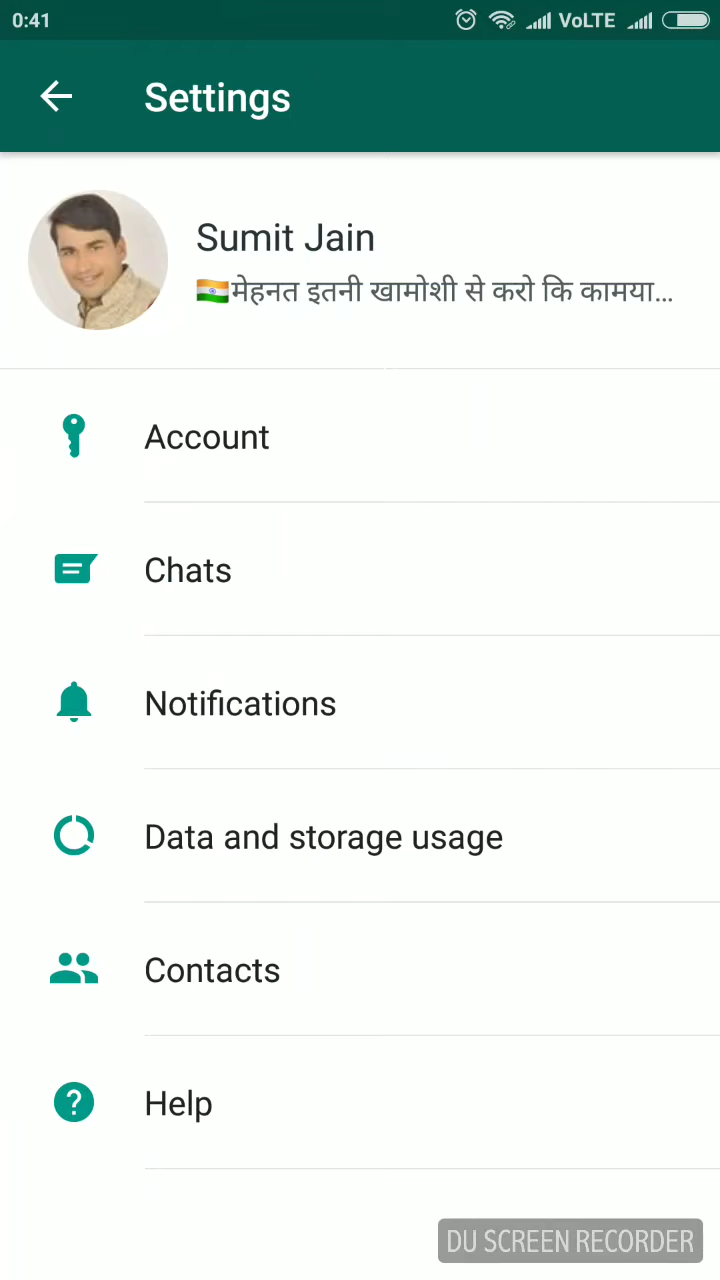 0:41 VoLTE
Settings
Sumit Jain
🇮🇳मेहनत इतनी खामोशी से करो कि कामया...
Account
Chats
Notifications
Data and storage usage
Contacts
Help
DU SCREEN RECORDER